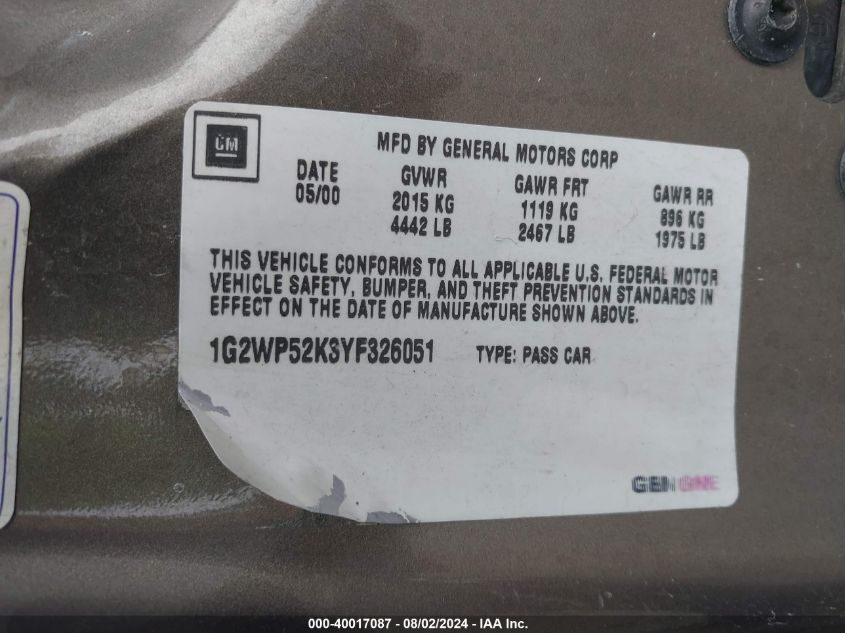 GM
MFD BY GENERAL MOTORS CORP
DATE GVWR GAWR FRT GAWR RR
05/00 2015 KG 1119 KG 896 KG
4442 LB 2467 LB 1975 LB
THIS VEHICLE CONFORMS TO ALL APPLICABLE U.S. FEDERAL MOTOR
VEHICLE SAFETY, BUMPER, AND THEFT PREVENTION STANDARDS IN
EFFECT ON THE DATE OF MANUFACTURE SHOWN ABOVE.
1G2WP52K3YF326051 TYPE: PASS CAR
GEN ONE
000-40017087 - 08/02/2024 - IAA Inc.